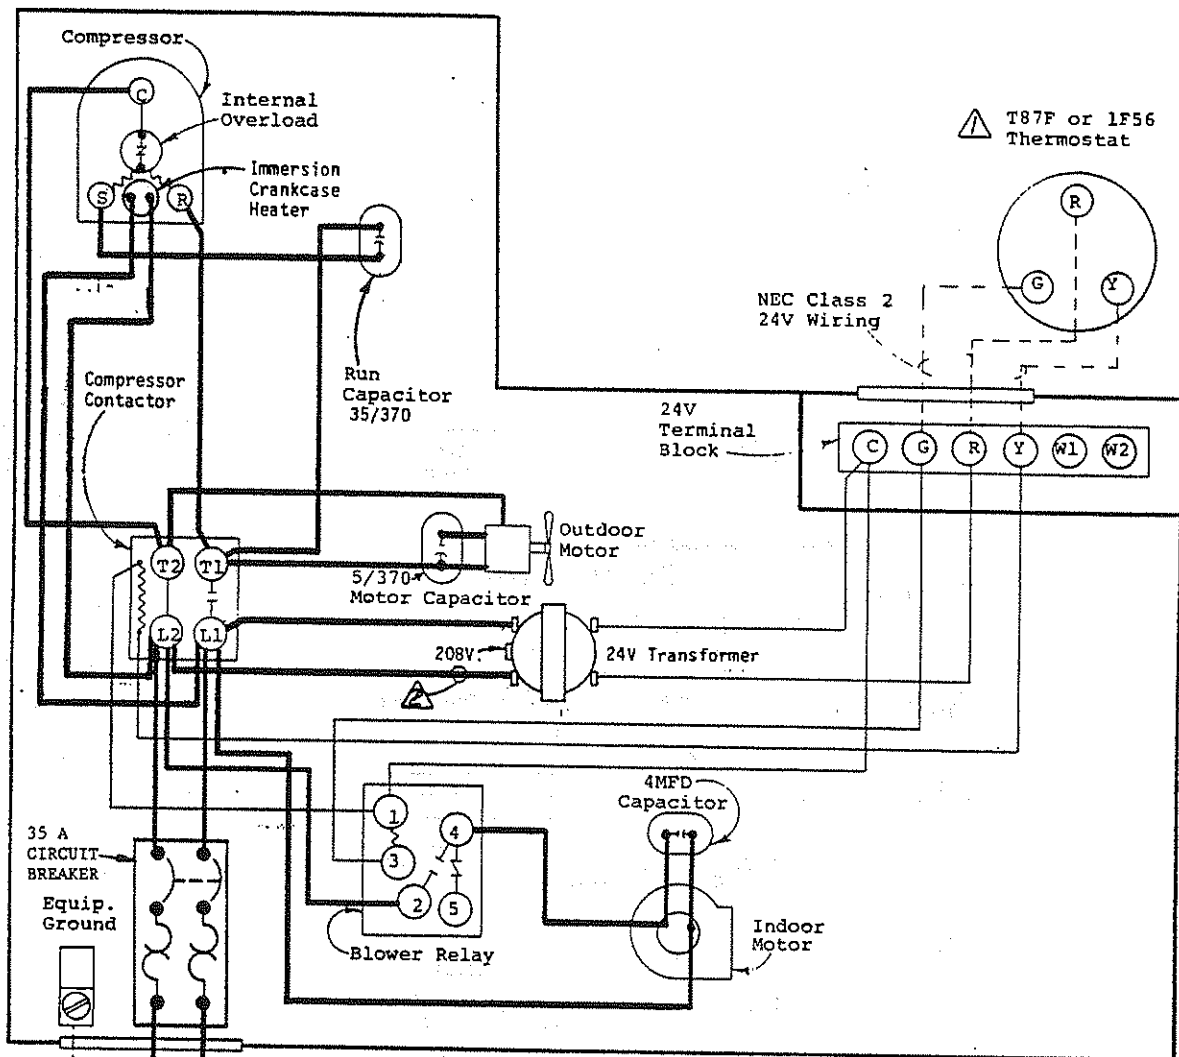 Compressor
C
Internal
Overload
Immersion
Crankcase
Heater
S
R
1
T87F or 1F56
Thermostat
R
G
Y
NEC Class 2
24V Wiring
Compressor
Contactor
Run
Capacitor
35/370
24V
Terminal
Block
C
G
R
Y
W1
W2
T2
T1
5/370
Motor Capacitor
Outdoor
Motor
L2
L1
208V.
24V Transformer
2
4MFD
Capacitor
1
3
4
2
5
35 A
CIRCUIT
BREAKER
Equip.
Ground
Blower Relay
Indoor
Motor